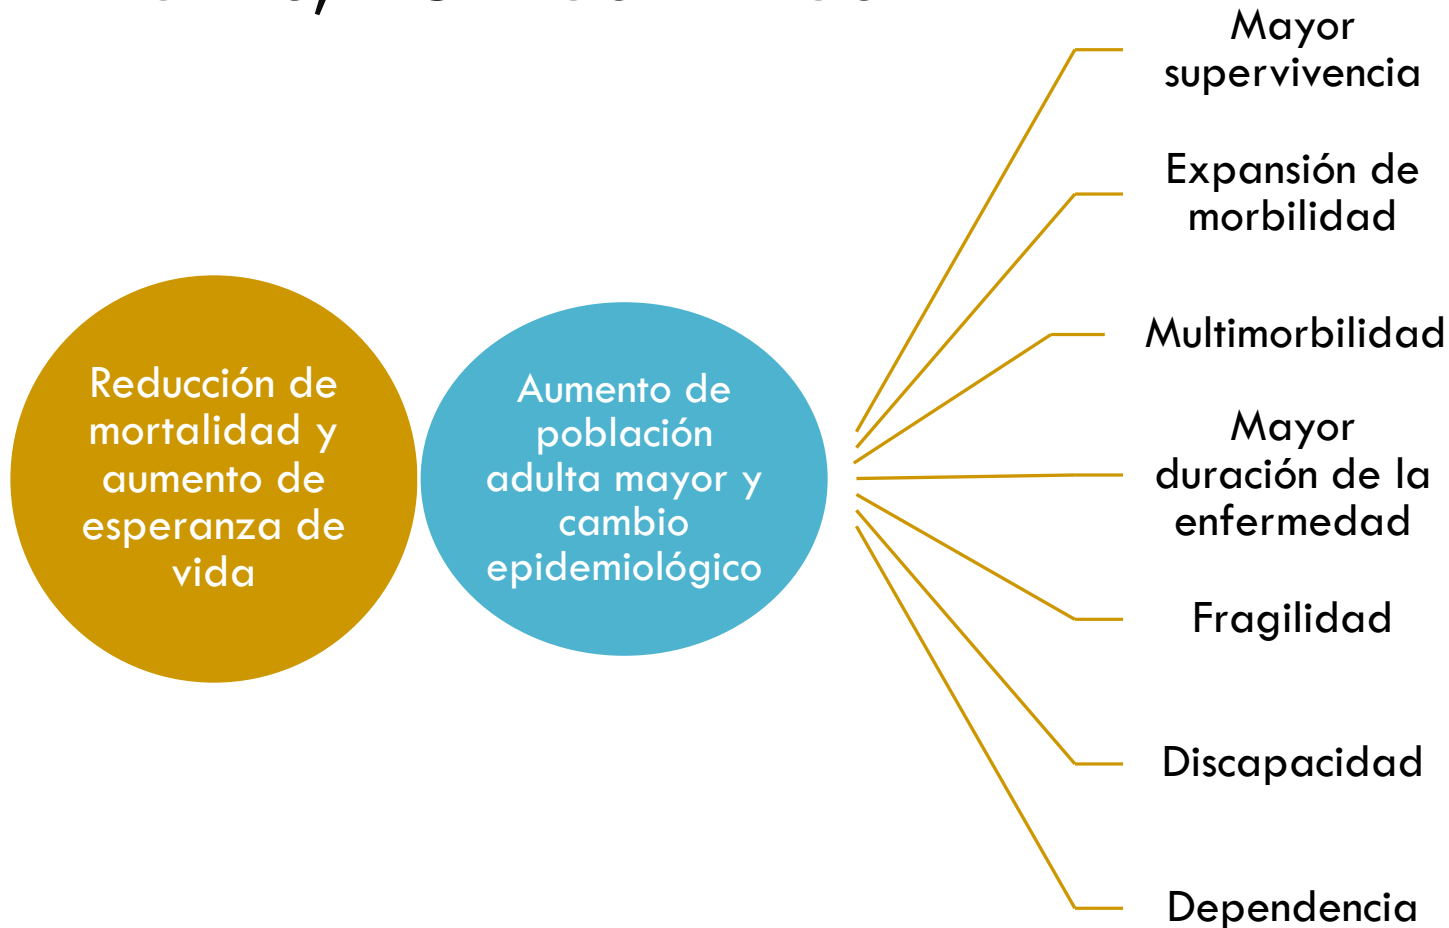 Reducción de
mortalidad y
aumento de
esperanza de
vida
Aumento de
población
adulta mayor y
cambio
epidemiológico
Mayor
supervivencia
Expansión de
morbilidad
Multimorbilidad
Mayor
duración de la
enfermedad
Fragilidad
Discapacidad
Dependencia